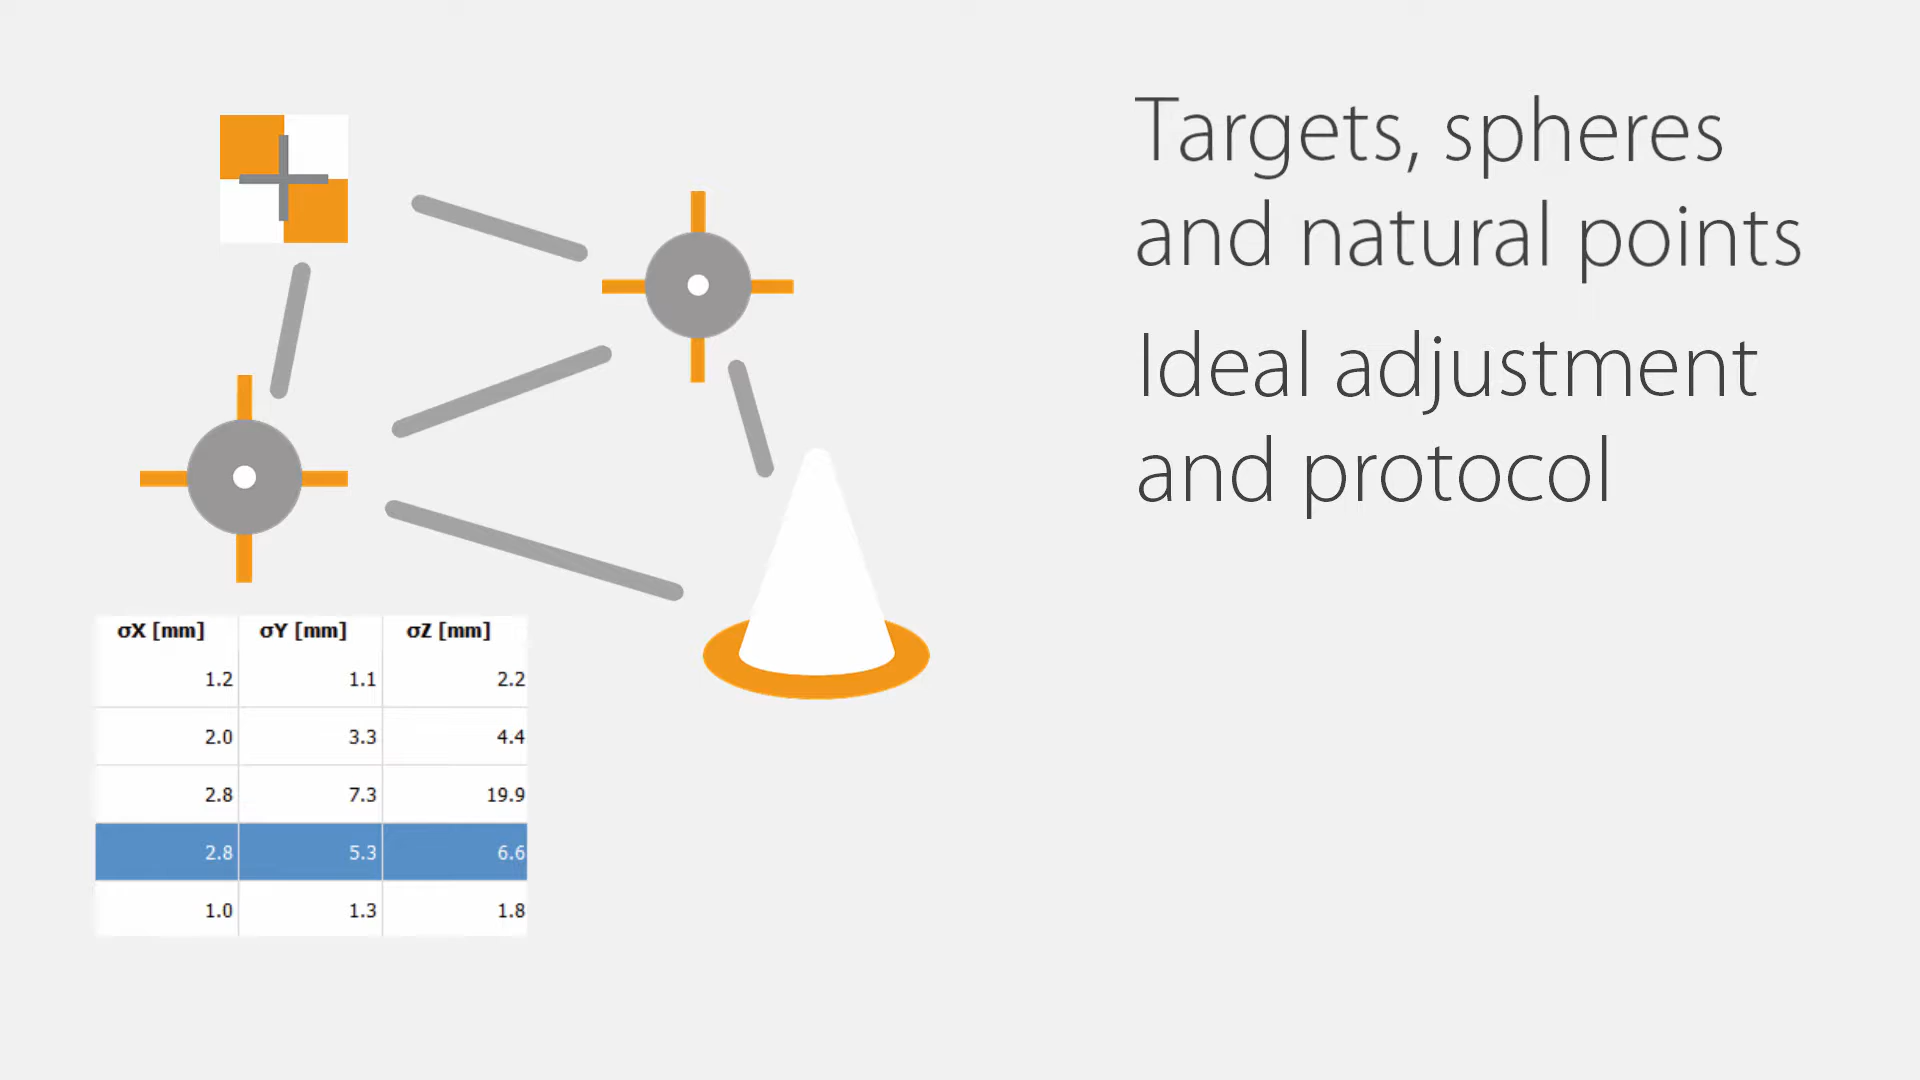 Targets, spheres
and natural points
Ideal adjustment
and protocol
σX [mm] σY [mm] σZ [mm]
1.2 1.1 2.2
2.0 3.3 4.4
2.8 7.3 19.9
2.8 5.3 6.6
1.0 1.3 1.8